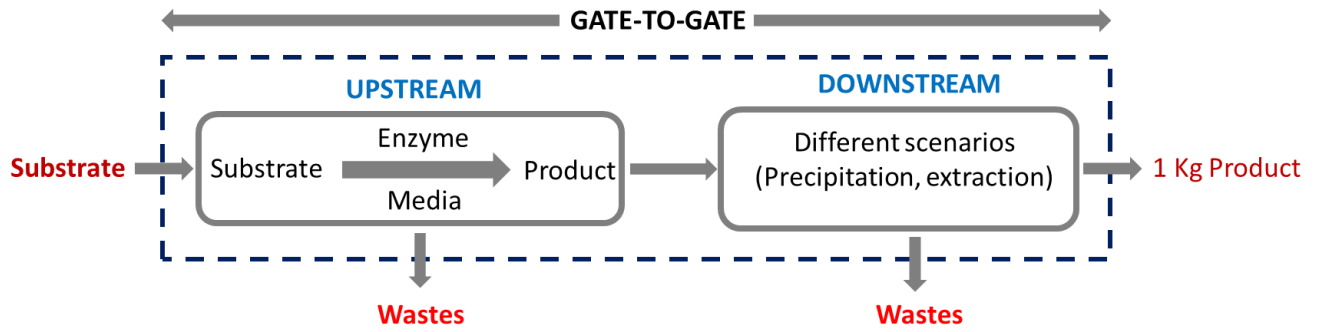 GATE-TO-GATE
UPSTREAM
DOWNSTREAM
Substrate
Substrate
Enzyme
Media
Product
Different scenarios
(Precipitation, extraction)
1 Kg Product
Wastes
Wastes